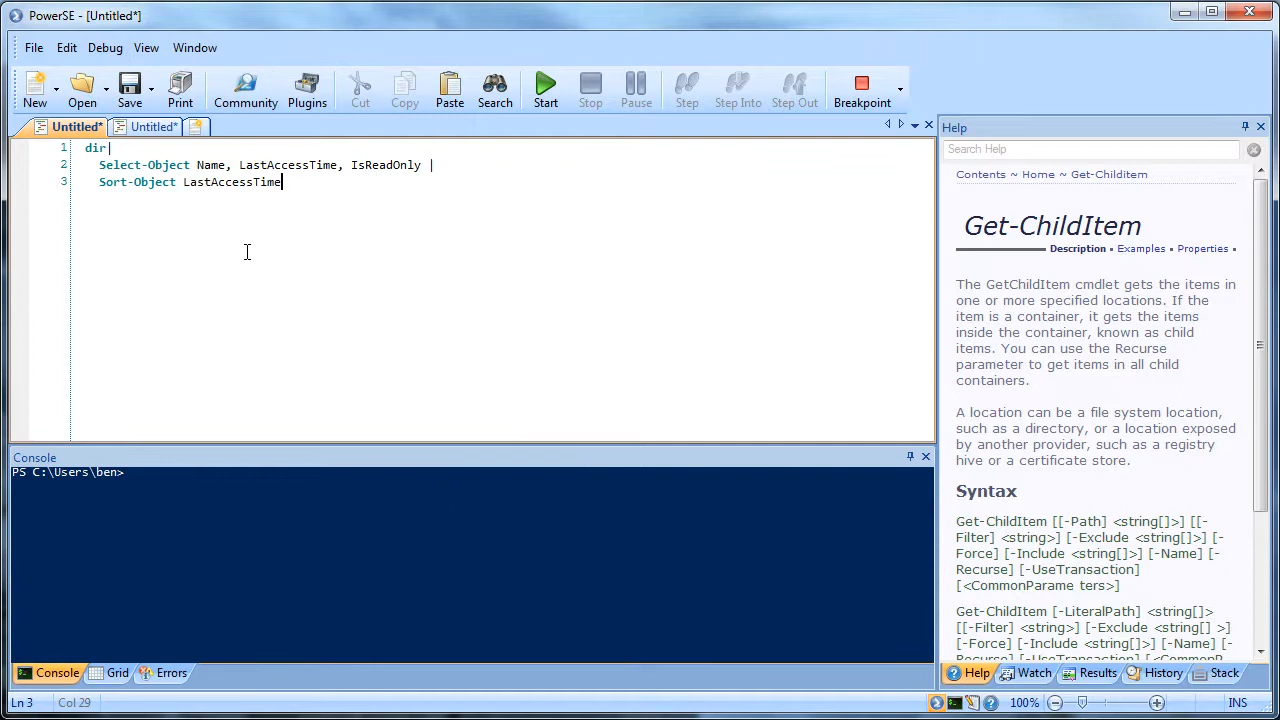 PowerSE - [Untitled*]
File Edit Debug View Window
New Open Save Print Community Plugins Cut Copy Paste Search Start Stop Pause Step Step Into Step Out Breakpoint
Untitled* Untitled*
1 dir|
2 Select-Object Name, LastAccessTime, IsReadOnly |
3 Sort-Object LastAccessTime
Console
PS C:\Users\ben>
Console Grid Errors
Help
Search Help
Contents ~ Home ~ Get-ChildItem
Get-ChildItem
Description ▪ Examples ▪ Properties ▪
The GetChildItem cmdlet gets the items in
one or more specified locations. If the
item is a container, it gets the items
inside the container, known as child
items. You can use the Recurse
parameter to get items in all child
containers.
A location can be a file system location,
such as a directory, or a location exposed
by another provider, such as a registry
hive or a certificate store.
Syntax
Get-ChildItem [[-Path] <string[]>] [[-
Filter] <string>] [-Exclude <string[]>] [-
Force] [-Include <string[]>] [-Name] [-
Recurse] [-UseTransaction]
[<CommonParame ters>]
Get-ChildItem [-LiteralPath] <string[]>
[[-Filter] <string>] [-Exclude <string[] >]
[-Force] [-Include <string[]>] [-Name] [-
Recurse] [-UseTransaction] [<CommonP
Help Watch Results History Stack
Ln 3 Col 29 100% INS